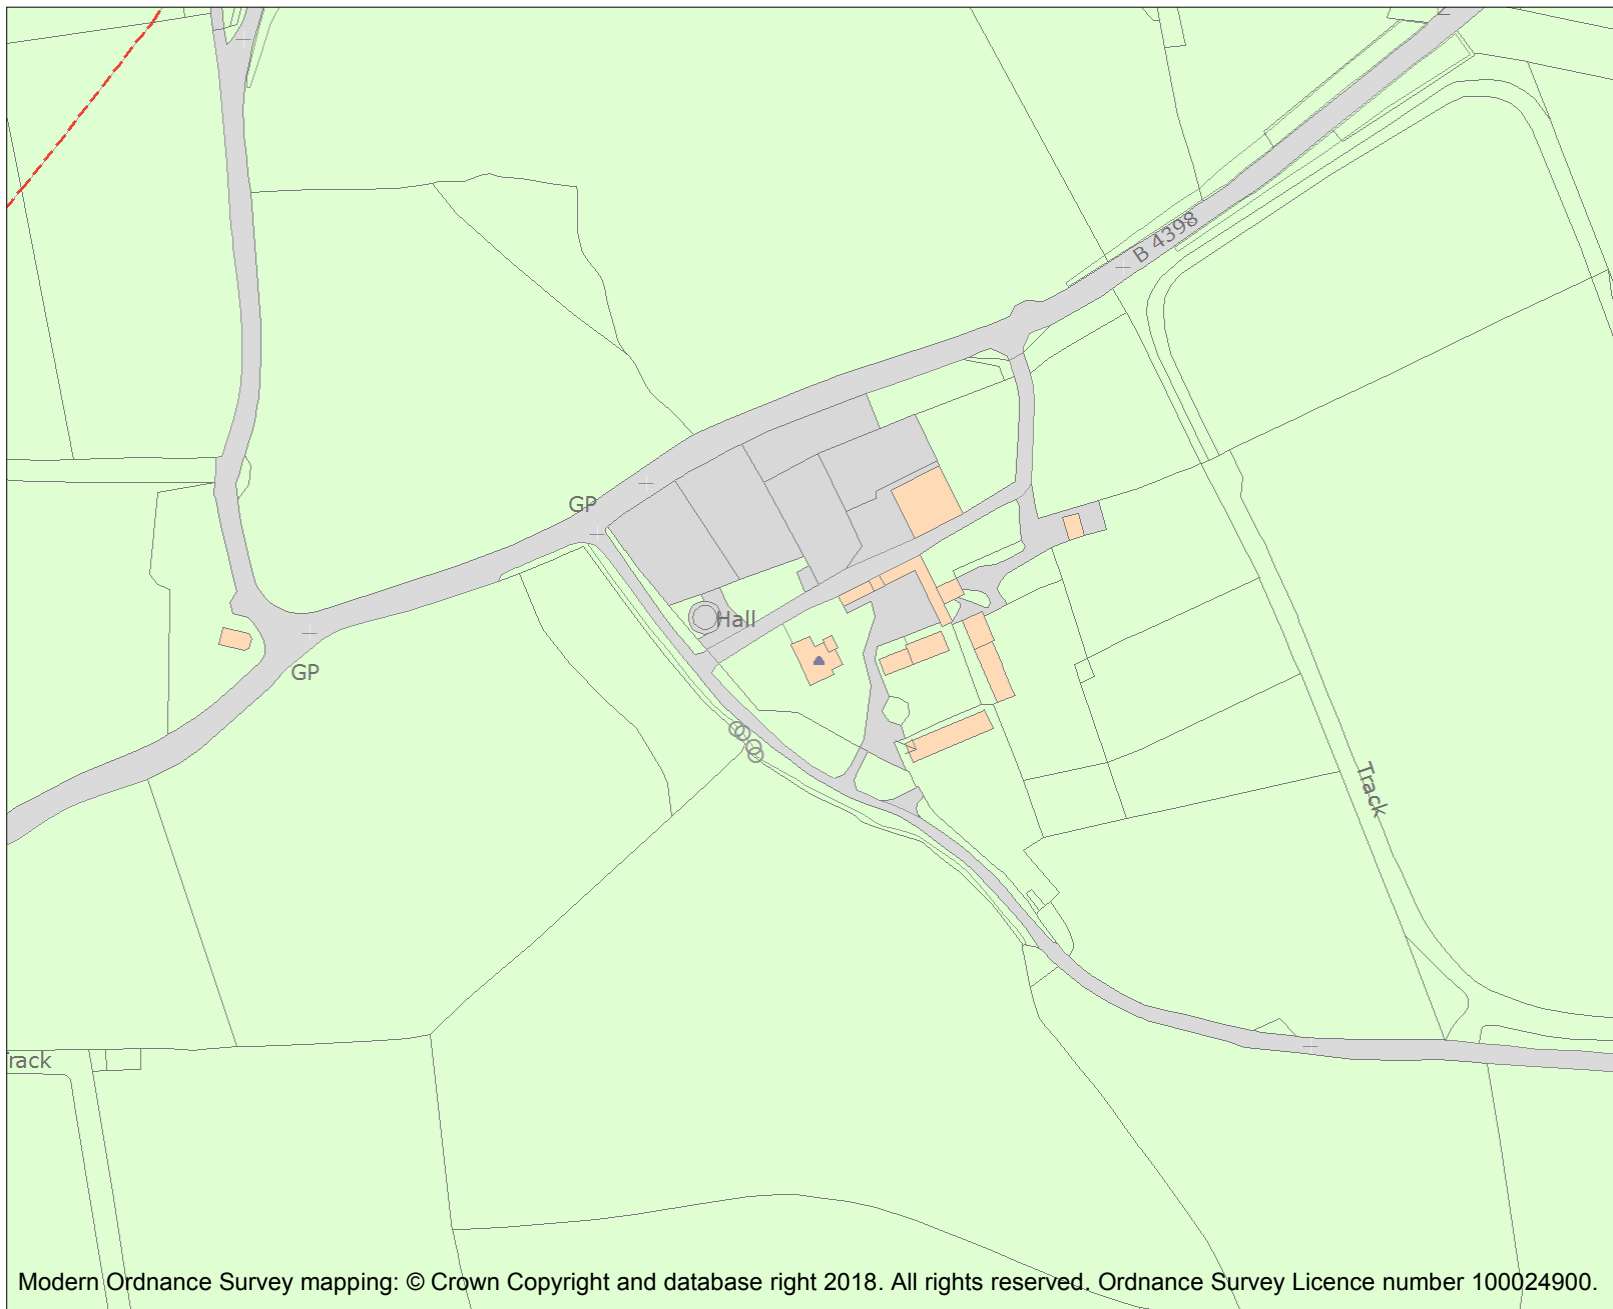 B 4398
GP
Hall
GP
Track
rack
Modern Ordnance Survey mapping: © Crown Copyright and database right 2018. All rights reserved. Ordnance Survey Licence number 100024900.